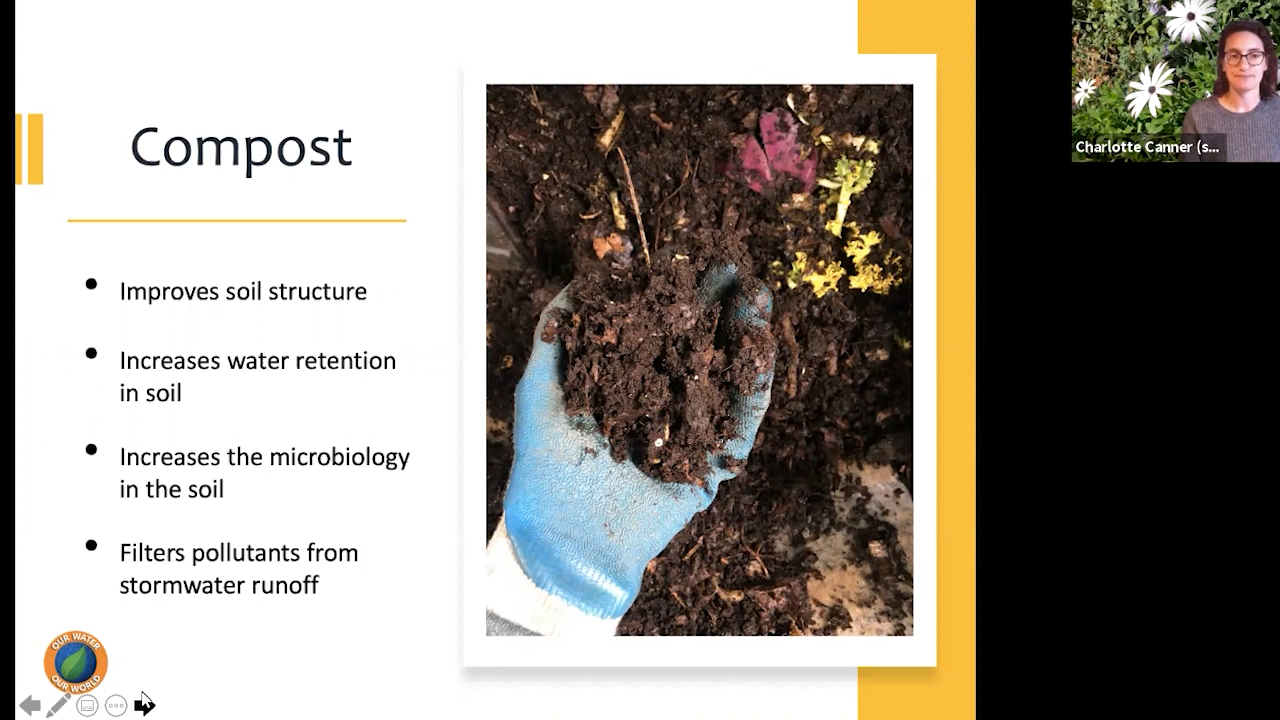 Compost
Improves soil structure
Increases water retention
in soil
Increases the microbiology
in the soil
Filters pollutants from
stormwater runoff
OUR WATER
OUR WORLD
Charlotte Canner (s...